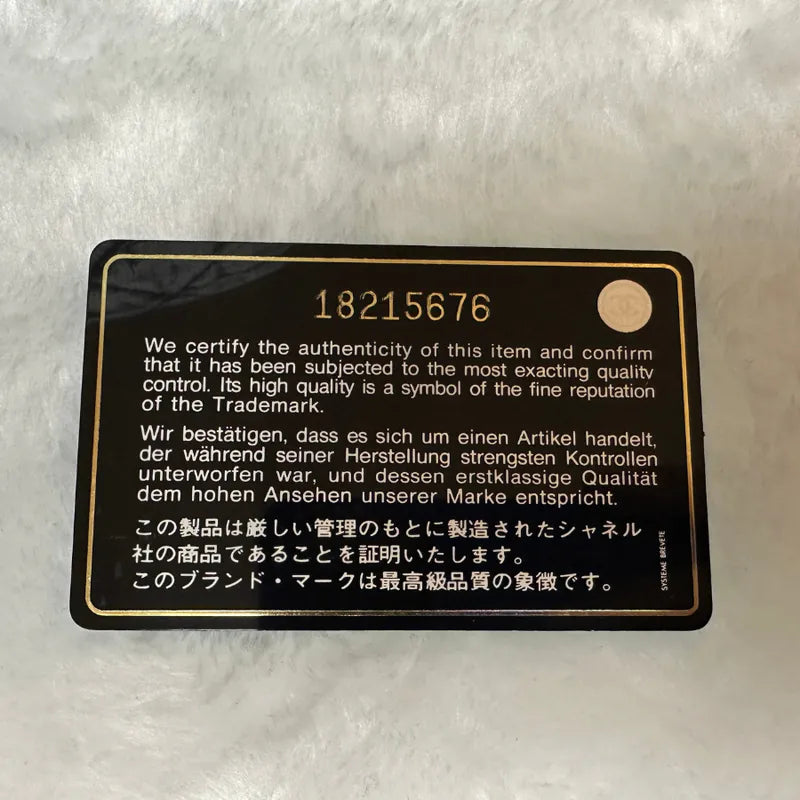 18215676
We certify the authenticity of this item and confirm
that it has been subjected to the most exacting quality
control. Its high quality is a symbol of the fine reputation
of the Trademark.
Wir bestätigen, dass es sich um einen Artikel handelt,
der während seiner Herstellung strengsten Kontrollen
unterworfen war, und dessen erstklassige Qualität
dem hohen Ansehen unserer Marke entspricht.
この製品は厳しい管理のもとに製造されたシャネル
社の商品であることを証明いたします。
このブランド・マークは最高級品質の象徴です。
SYSTEME BREVETE